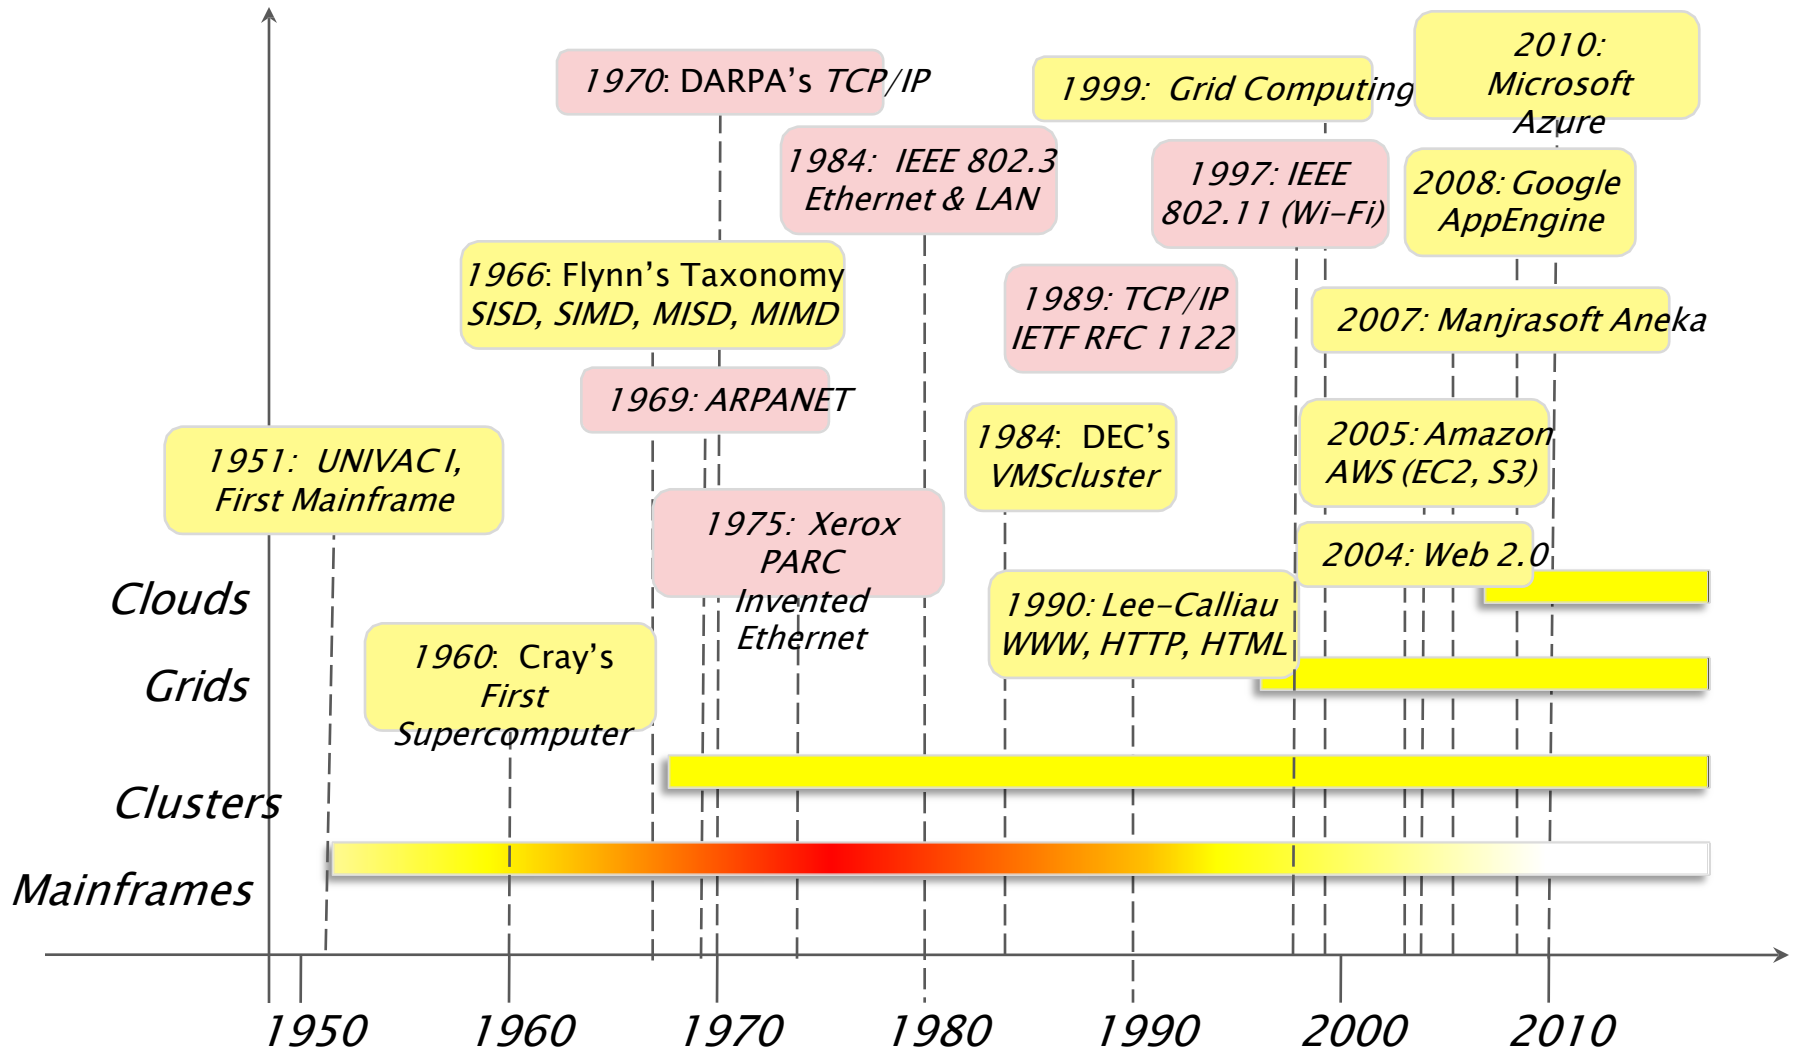 1970: DARPA's TCP/IP
1999: Grid Computing
2010:
Microsoft
Azure
1984: IEEE 802.3
Ethernet & LAN
1997: IEEE
802.11 (Wi-Fi)
2008: Google
AppEngine
1966: Flynn's Taxonomy
SISD, SIMD, MISD, MIMD
1989: TCP/IP
IETF RFC 1122
2007: Manjrasoft Aneka
1969: ARPANET
1984: DEC's
VMScluster
2005: Amazon
AWS (EC2, S3)
1951: UNIVAC I,
First Mainframe
1975: Xerox
PARC
Invented
Ethernet
2004: Web 2.0
1990: Lee-Calliau
WWW, HTTP, HTML
1960: Cray's
First
Supercomputer
Clouds
Grids
Clusters
Mainframes
1950
1960
1970
1980
1990
2000
2010